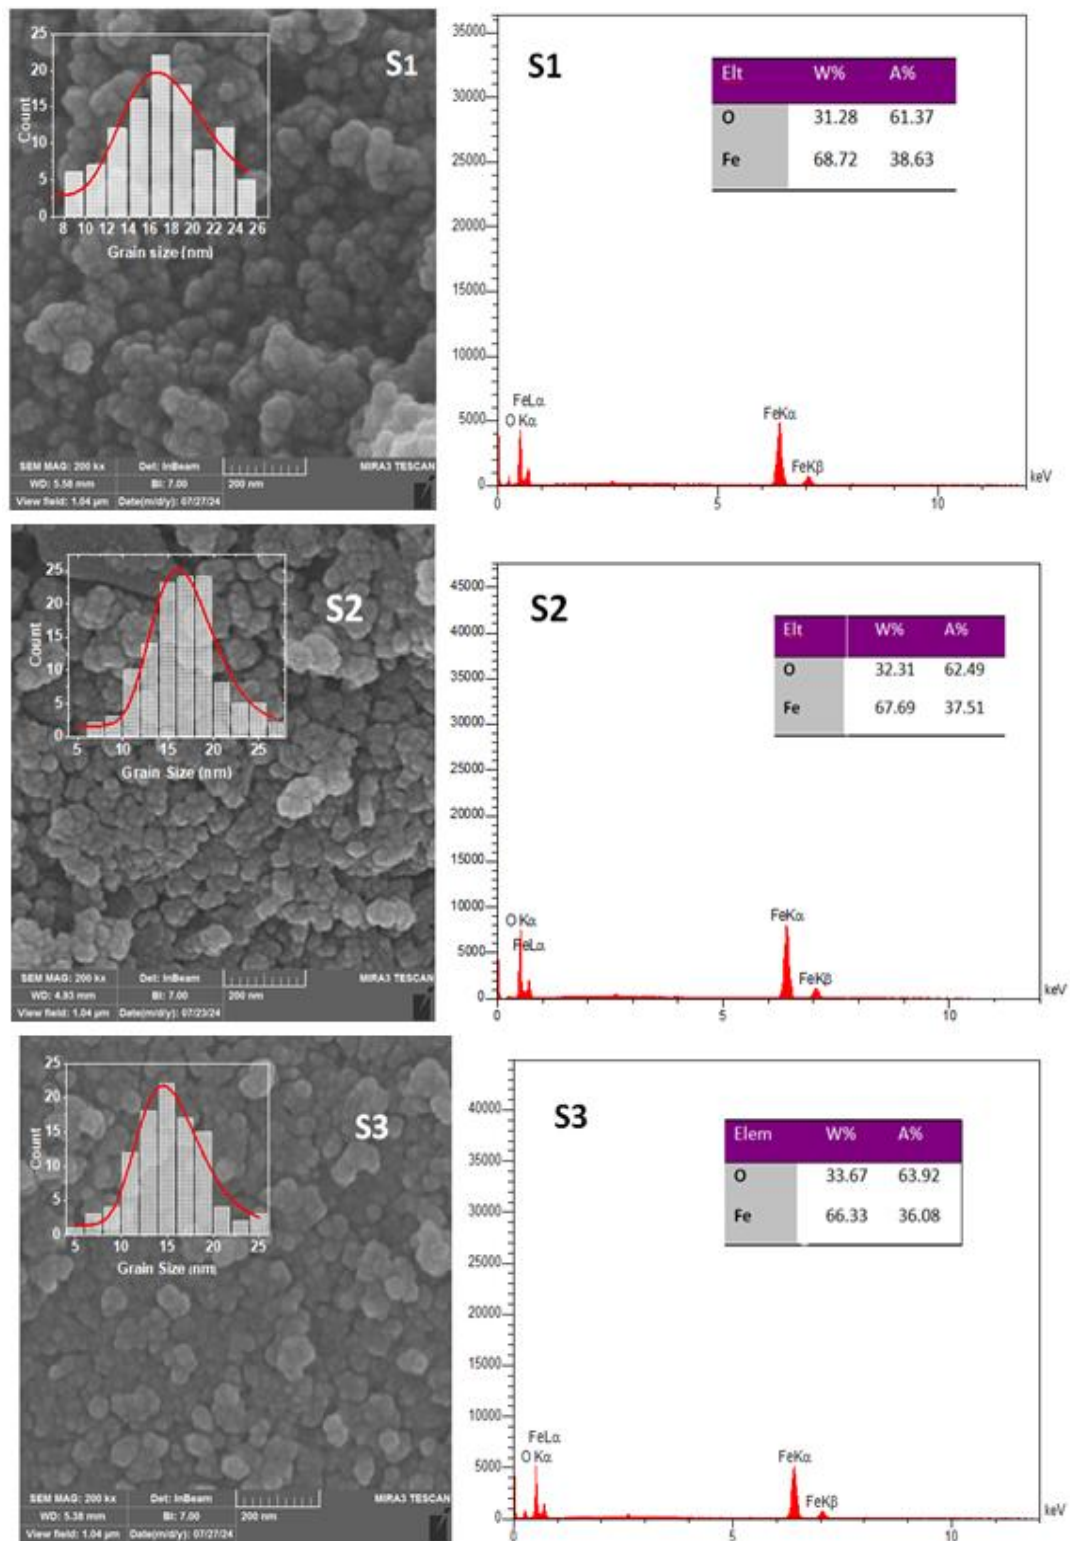 S1
25
20
15
10
5
0
Count
8 10 12 14 16 18 20 22 24 26
Grain size (nm)
SEM MAG: 200 kx Det: InBeam MIRA3 TESCAN
WD: 5.58 mm BI: 7.00 200 nm
View field: 1.04 µm Date(m/d/y): 07/27/24
S1
35000
30000
25000
20000
15000
10000
5000
0
Elt W% A%
O 31.28 61.37
Fe 68.72 38.63
FeLα
O Kα
FeKα
FeKβ
5 10
keV
S2
25
20
15
10
5
0
Count
5 10 15 20 25
Grain Size (nm)
SEM MAG: 200 kx Det: InBeam MIRA3 TESCAN
WD: 4.93 mm BI: 7.00 200 nm
View field: 1.04 µm Date(m/d/y): 07/23/24
S2
45000
40000
35000
30000
25000
20000
15000
10000
5000
0
Elt W% A%
O 32.31 62.49
Fe 67.69 37.51
O Kα
FeLα
FeKα
FeKβ
0 5 10
keV
S3
25
20
15
10
5
0
Count
5 10 15 20 25
Grain Size (nm)
SEM MAG: 200 kx Det: InBeam MIRA3 TESCAN
WD: 5.38 mm BI: 7.00 200 nm
View field: 1.04 µm Date(m/d/y): 07/27/24
S3
40000
35000
30000
25000
20000
15000
10000
5000
0
Elem W% A%
O 33.67 63.92
Fe 66.33 36.08
FeLα
O Kα
FeKα
FeKβ
5 10
keV